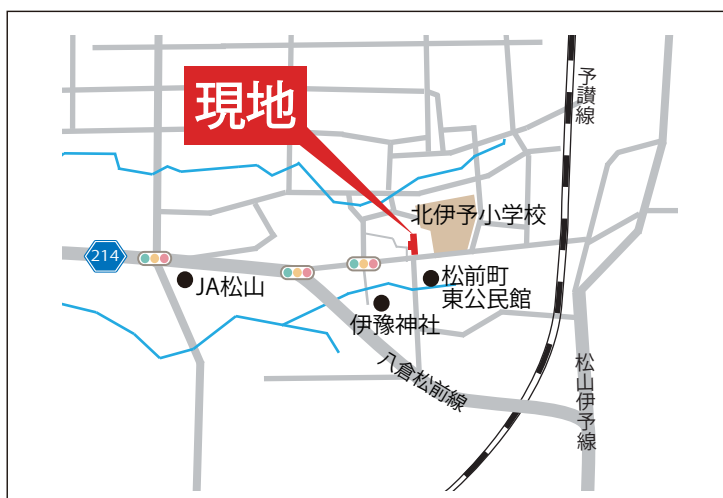 現地
予讃線
北伊予小学校
214
JA松山
松前町
東公民館
伊豫神社
八倉松前線
松山伊予線